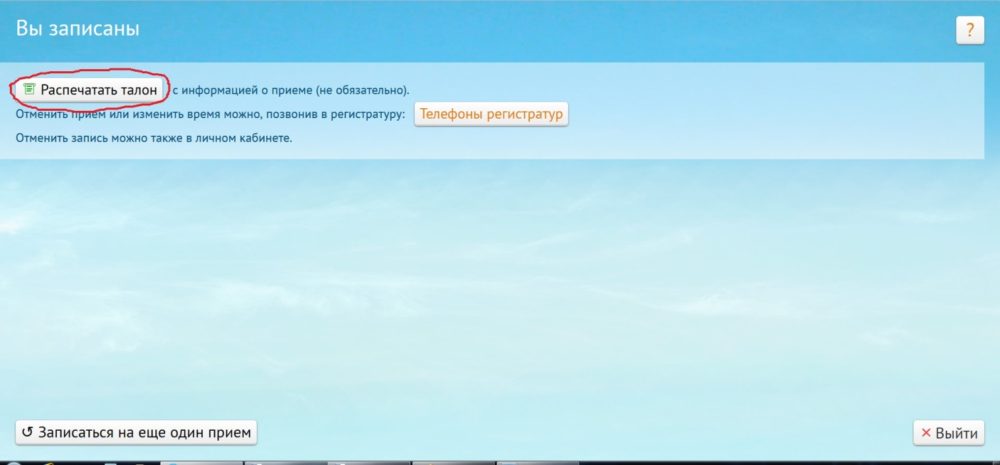 Вы записаны
?
Распечатать талон с информацией о приеме (не обязательно).
Отменить прием или изменить время можно, позвонив в регистратуру: Телефоны регистратур
Отменить запись можно также в личном кабинете.
↺ Записаться на еще один прием
× Выйти